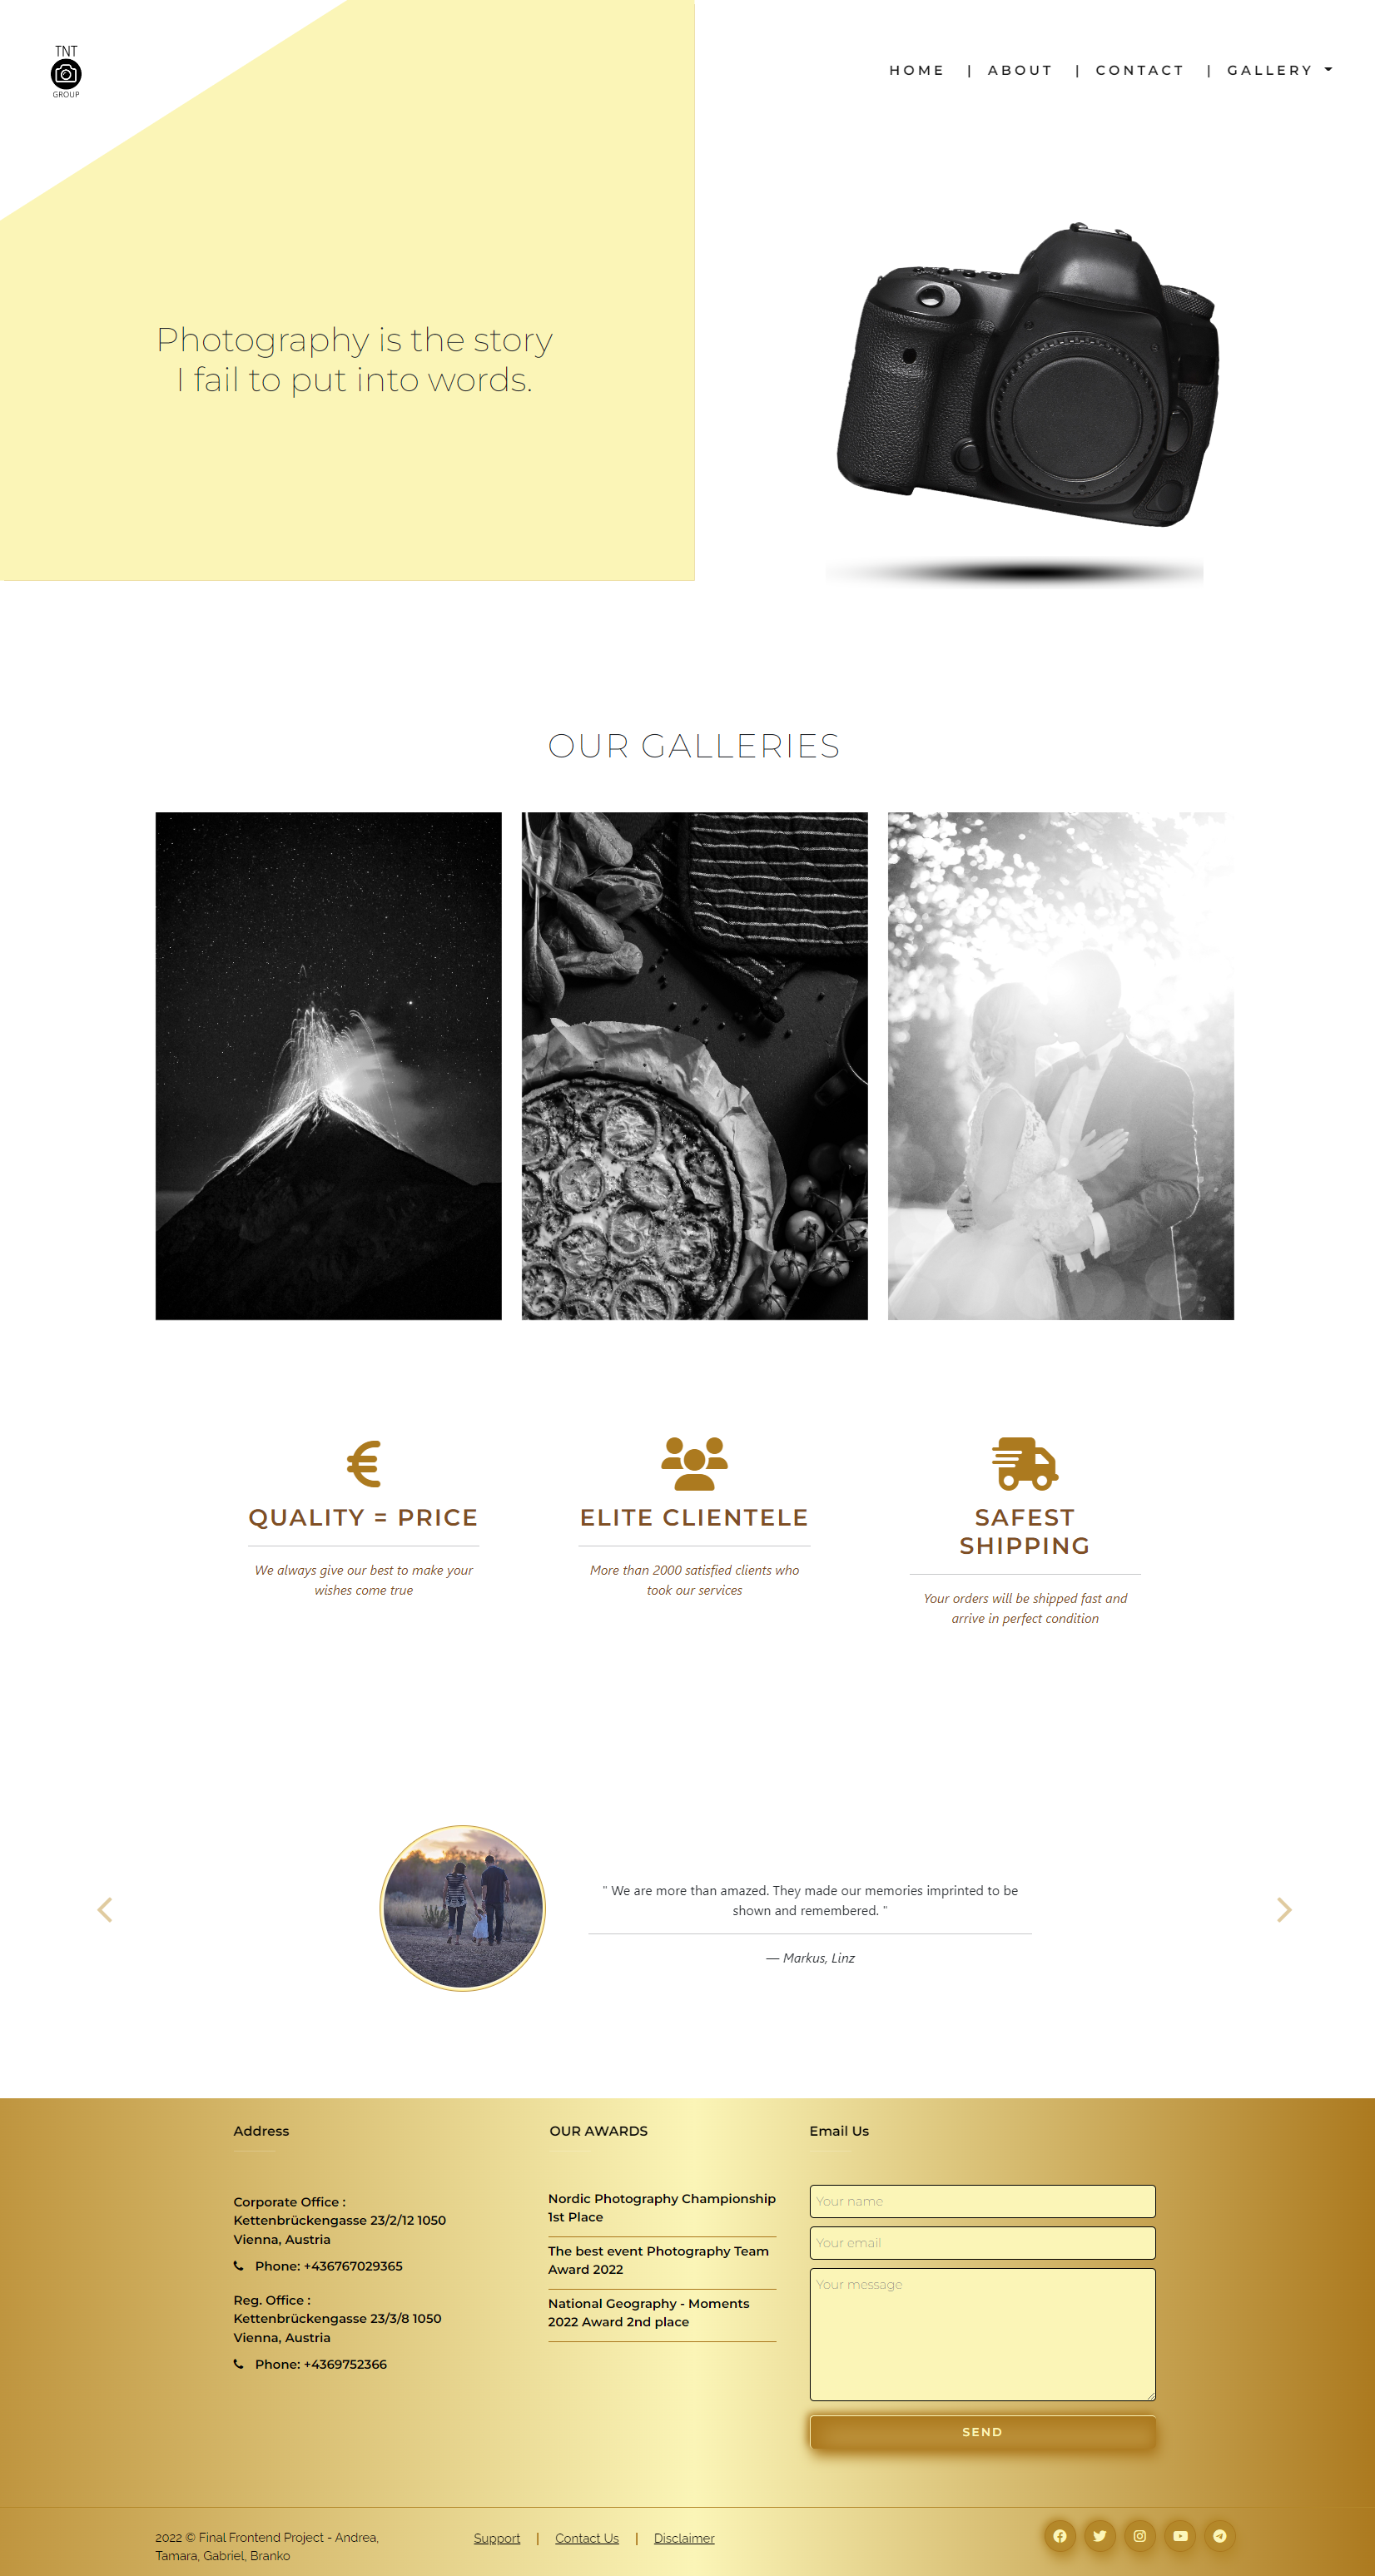 TNT
GROUP
HOME | ABOUT | CONTACT | GALLERY
Photography is the story
I fail to put into words.
OUR GALLERIES
QUALITY = PRICE
We always give our best to make your
wishes come true
ELITE CLIENTELE
More than 2000 satisfied clients who
took our services
SAFEST
SHIPPING
Your orders will be shipped fast and
arrive in perfect condition
" We are more than amazed. They made our memories imprinted to be
shown and remembered. "
— Markus, Linz
Address
Corporate Office :
Kettenbrückengasse 23/2/12 1050
Vienna, Austria
Phone: +436767029365
Reg. Office :
Kettenbrückengasse 23/3/8 1050
Vienna, Austria
Phone: +4369752366
OUR AWARDS
Nordic Photography Championship
1st Place
The best event Photography Team
Award 2022
National Geography - Moments
2022 Award 2nd place
Email Us
Your name
Your email
Your message
SEND
2022 © Final Frontend Project - Andrea,
Tamara, Gabriel, Branko
Support | Contact Us | Disclaimer